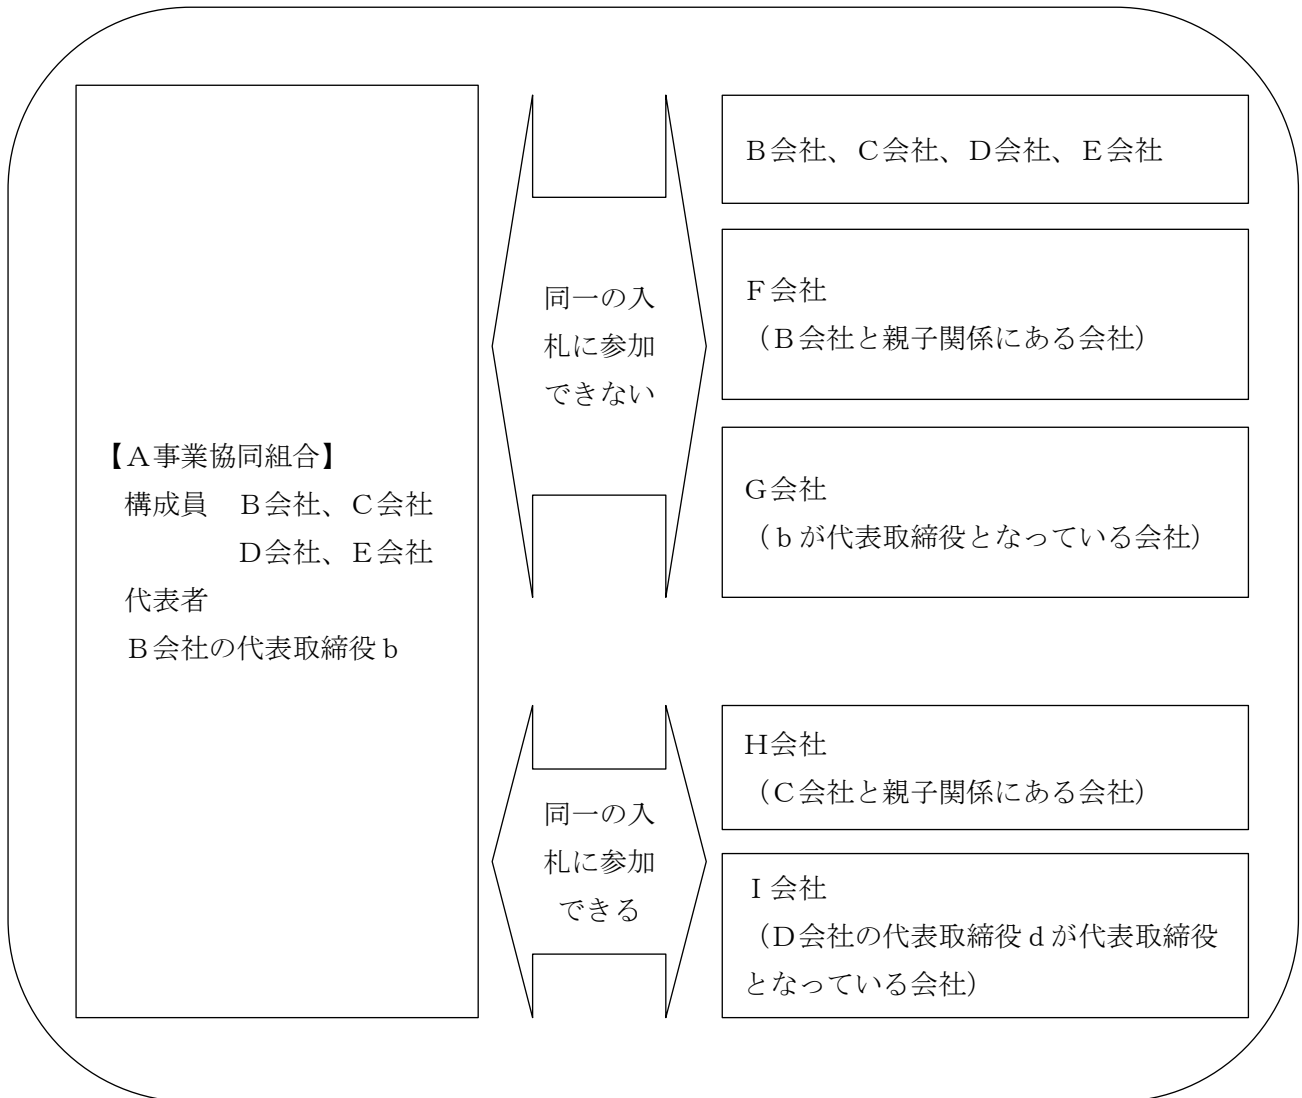 【A事業協同組合】
構成員　B会社、C会社
D会社、E会社
代表者
B会社の代表取締役b
同一の入
札に参加
できない
B会社、C会社、D会社、E会社
F会社
（B会社と親子関係にある会社）
G会社
（bが代表取締役となっている会社）
同一の入
札に参加
できる
H会社
（C会社と親子関係にある会社）
I会社
（D会社の代表取締役dが代表取締役
となっている会社）